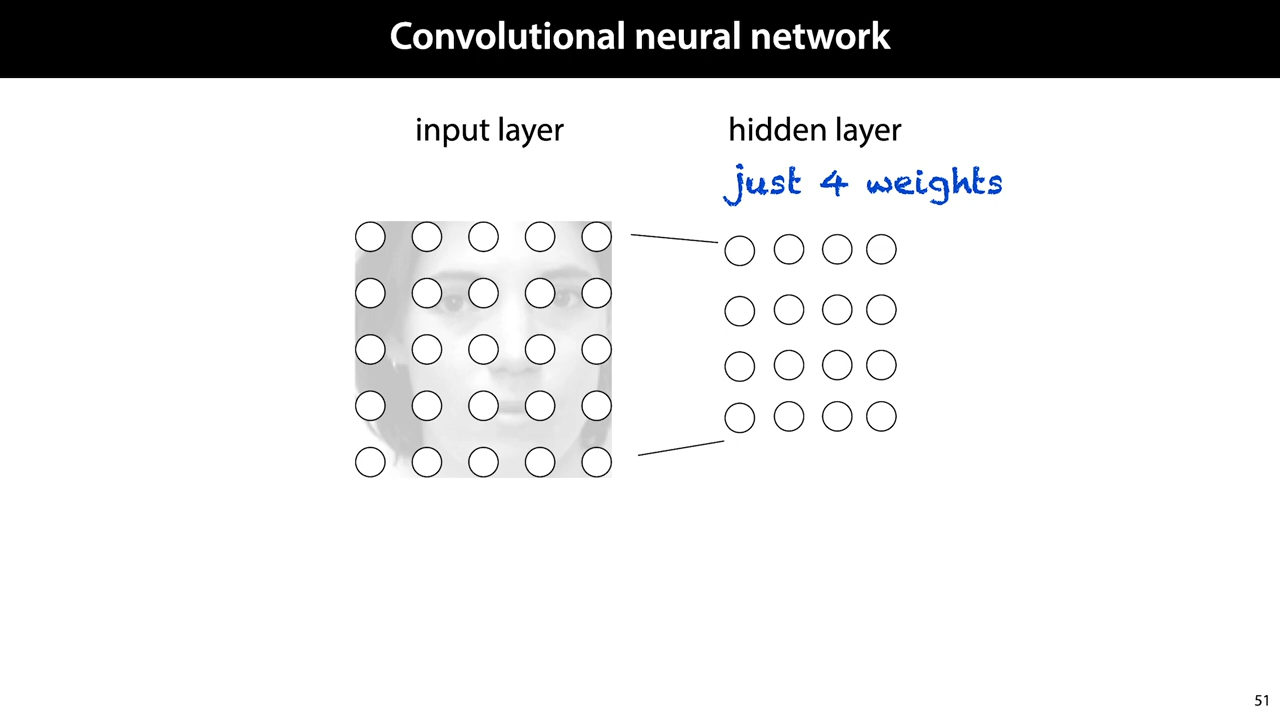 Convolutional neural network
input layer
hidden layer
just 4 weights
51